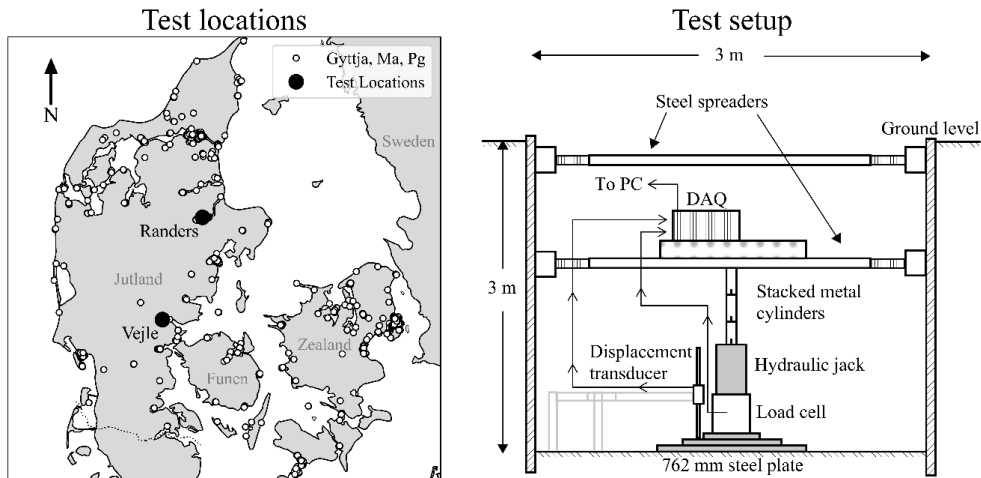 Test locations
Gyttja, Ma, Pg
Test Locations
N
Sweden
Randers
Jutland
Vejle
Zealand
Funen
Test setup
3 m
Steel spreaders
Ground level
To PC
DAQ
3 m
Stacked metal
cylinders
Displacement
transducer
Hydraulic jack
Load cell
762 mm steel plate